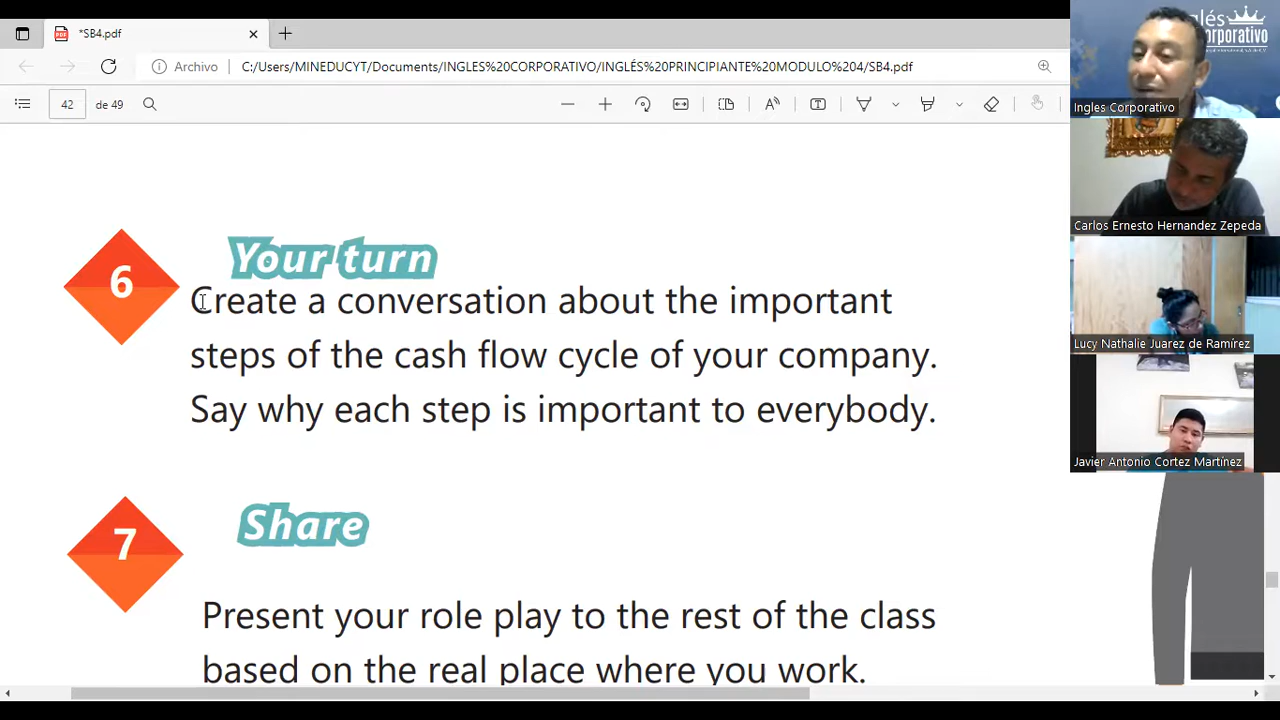 *SB4.pdf
Archivo
C:/Users/MINEDUCYT/Documents/INGLES%20CORPORATIVO/INGLÉS%20PRINCIPIANTE%20MODULO%204/SB4.pdf
42 de 49
6
Your turn
Create a conversation about the important
steps of the cash flow cycle of your company.
Say why each step is important to everybody.
7
Share
Present your role play to the rest of the class
based on the real place where you work.
Ingles Corporativo
Carlos Ernesto Hernandez Zepeda
Lucy Nathalie Juarez de Ramírez
Javier Antonio Cortez Martínez